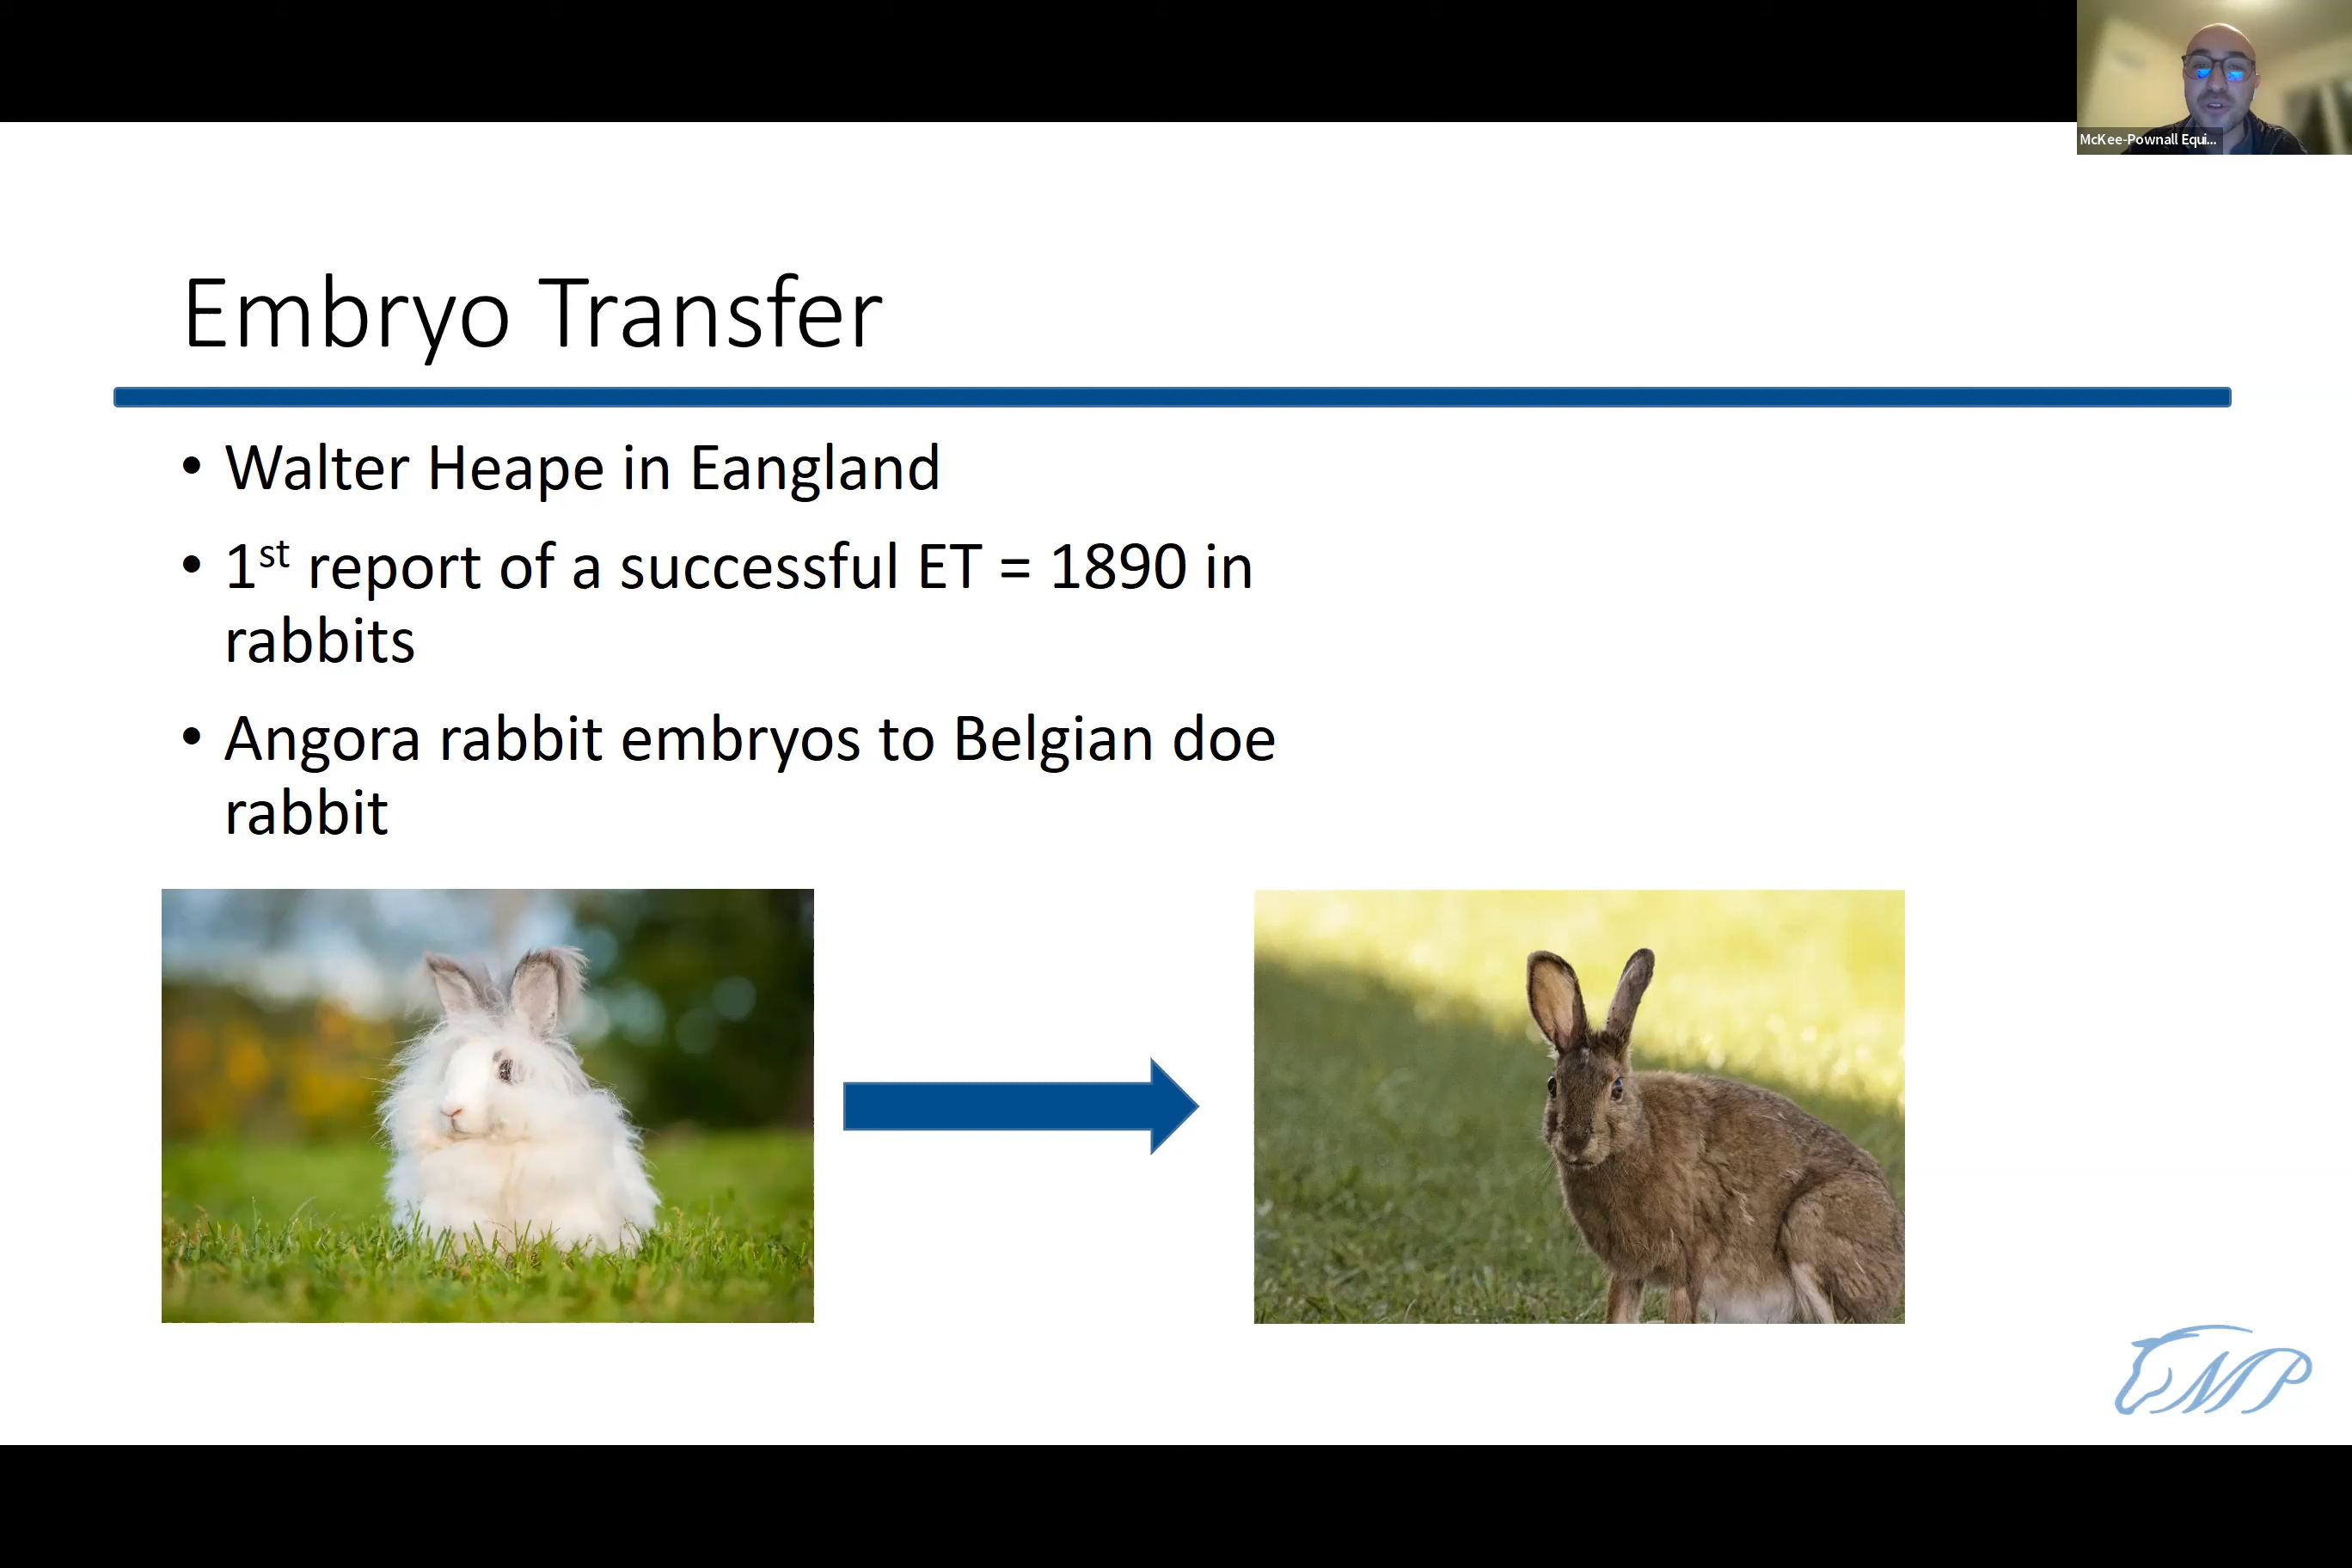 McKee-Pownall Equi...
Embryo Transfer
• Walter Heape in Eangland
• 1st report of a successful ET = 1890 in
rabbits
• Angora rabbit embryos to Belgian doe
rabbit
MP